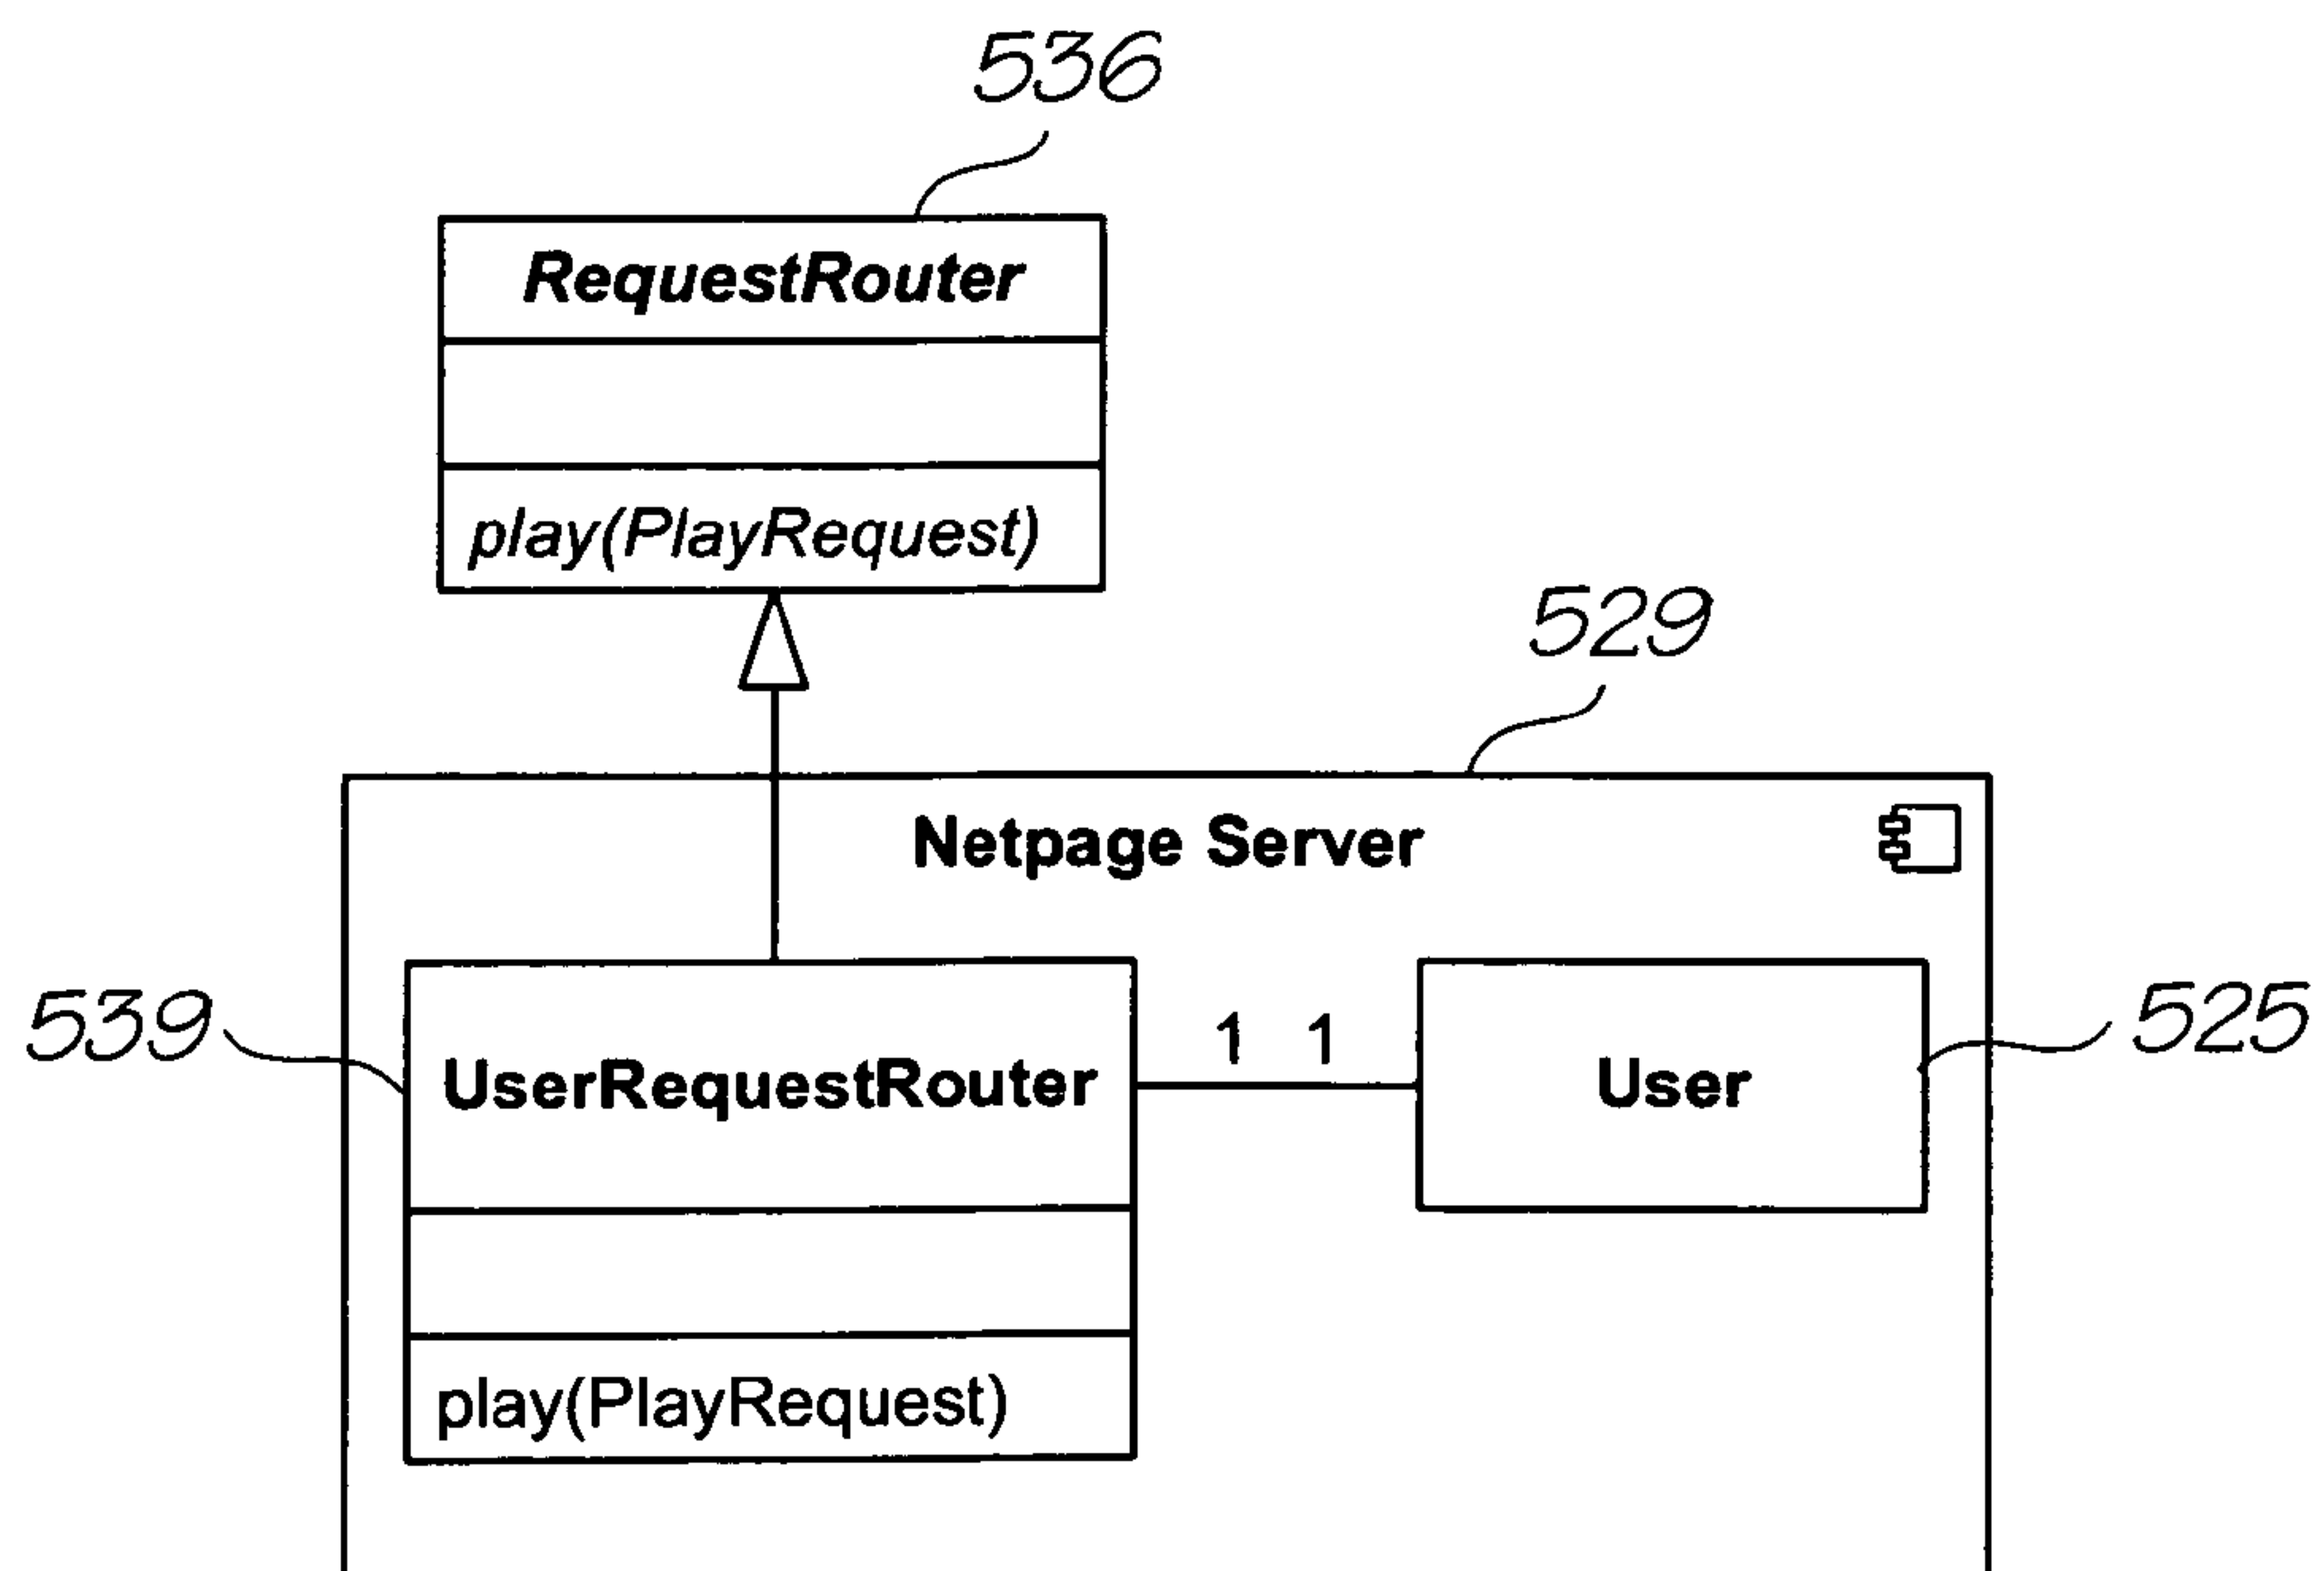 536
RequestRouter
play(PlayRequest)
529
Netpage Server
539
UserRequestRouter
1 1
User
525
play(PlayRequest)